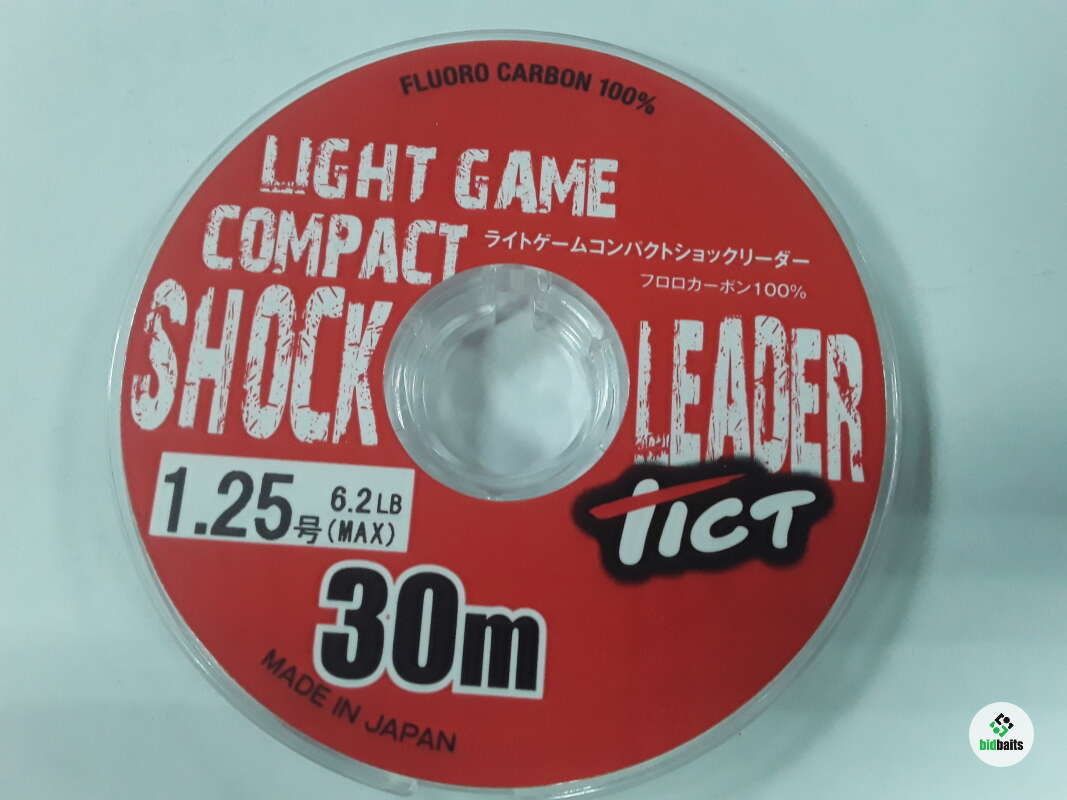 FLUORO CARBON 100%
LIGHT GAME
COMPACT
ライトゲームコンパクトショックリーダー
フロロカーボン100%
SHOCK LEADER
TICT
1.25号 6.2LB (MAX)
30m
MADE IN JAPAN
bidbaits